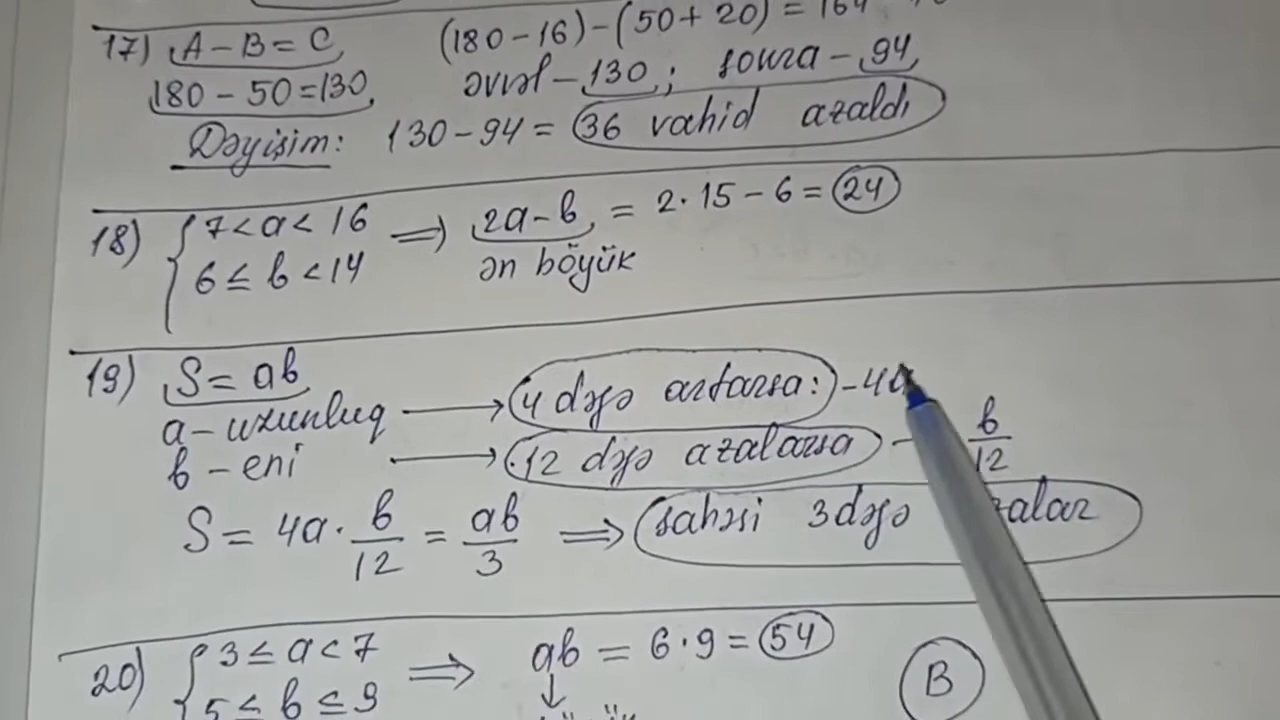 17) A - B = C (180 - 16) - (50 + 20) = 164
180 - 50 = 130 əvvəl - 130; sonra - 94
Dəyişim: 130 - 94 = 36 vahid azaldı
18) { 7 < a < 16 ⇒ 2a - b = 2 · 15 - 6 = 24
6 ≤ b < 14 ən böyük
19) S = ab
a - uzunluq → 4 dəfə artarsa: - 4a
b - eni → 12 dəfə azalarsa - b/12
S = 4a · b/12 = ab/3 ⇒ sahəsi 3 dəfə
20) { 3 ≤ a < 7 ⇒ ab = 6 · 9 = 54 B
5 ≤ b ≤ 9 ↓